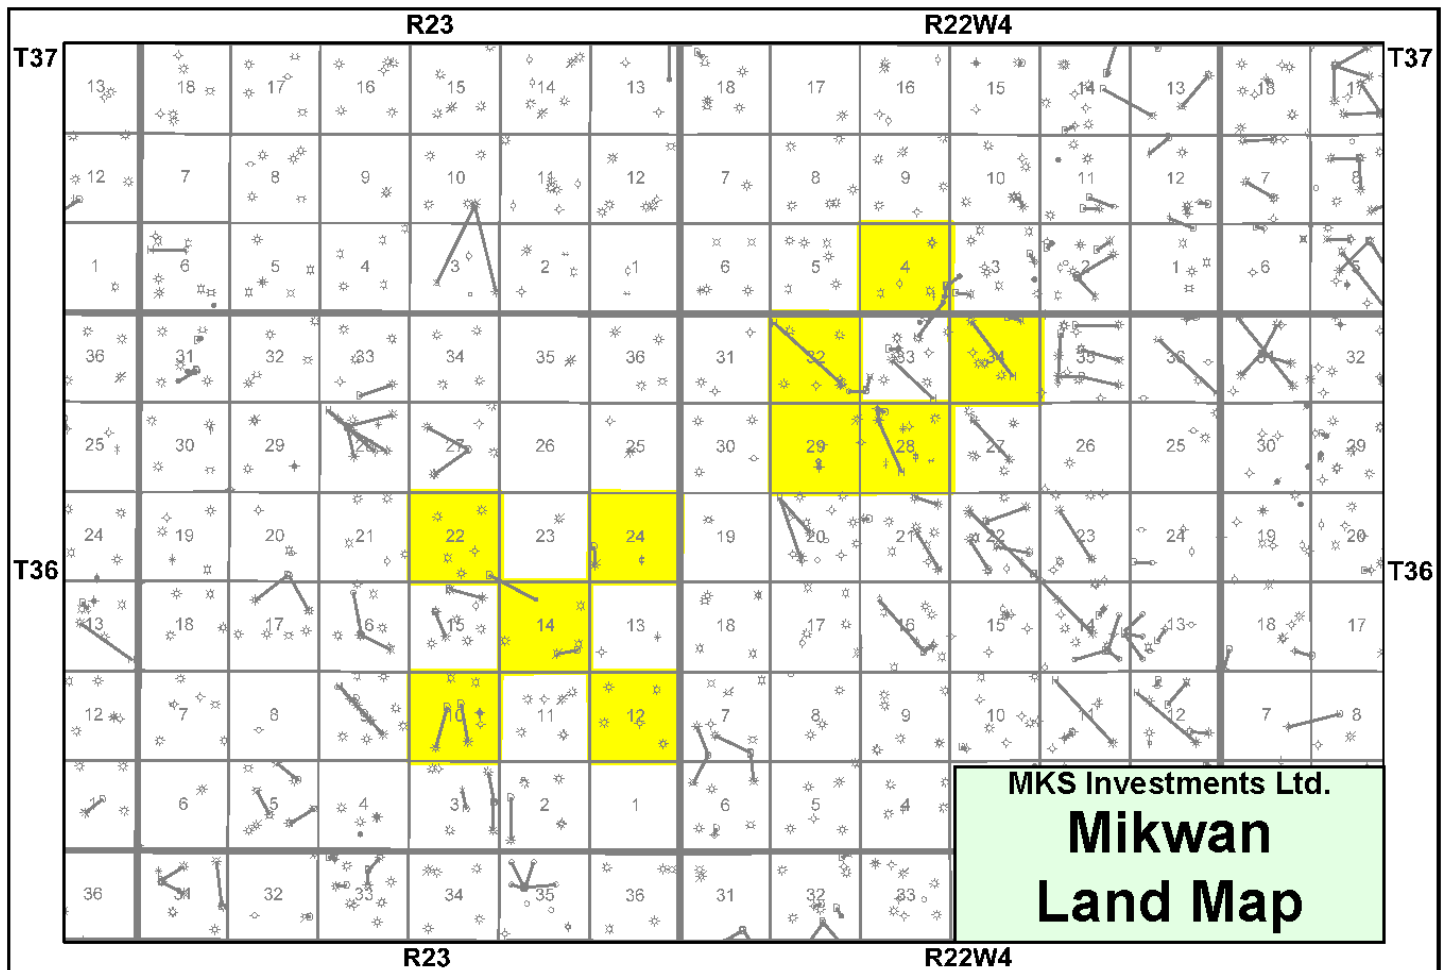 R23 R22W4
T37 T37
13 18 17 16 15 14 13 18 17 16 15 14 13 18 17
12 7 8 9 10 11 12 7 8 9 10 11 12 7 8
1 6 5 4 3 2 1 6 5 4 3 2 1 6 5
36 31 32 33 34 35 36 31 32 33 34 35 36 31 32
25 30 29 28 27 26 25 30 29 28 27 26 25 30 29
24 19 20 21 22 23 24 19 20 21 22 23 24 19 20
T36 T36
13 18 17 16 15 14 13 18 17 16 15 14 13 18 17
12 7 8 9 10 11 12 7 8 9 10 11 12 7 8
1 6 5 4 3 2 1 6 5 4
36 31 32 33 34 35 36 31 32 33
MKS Investments Ltd.
Mikwan
Land Map
R23 R22W4